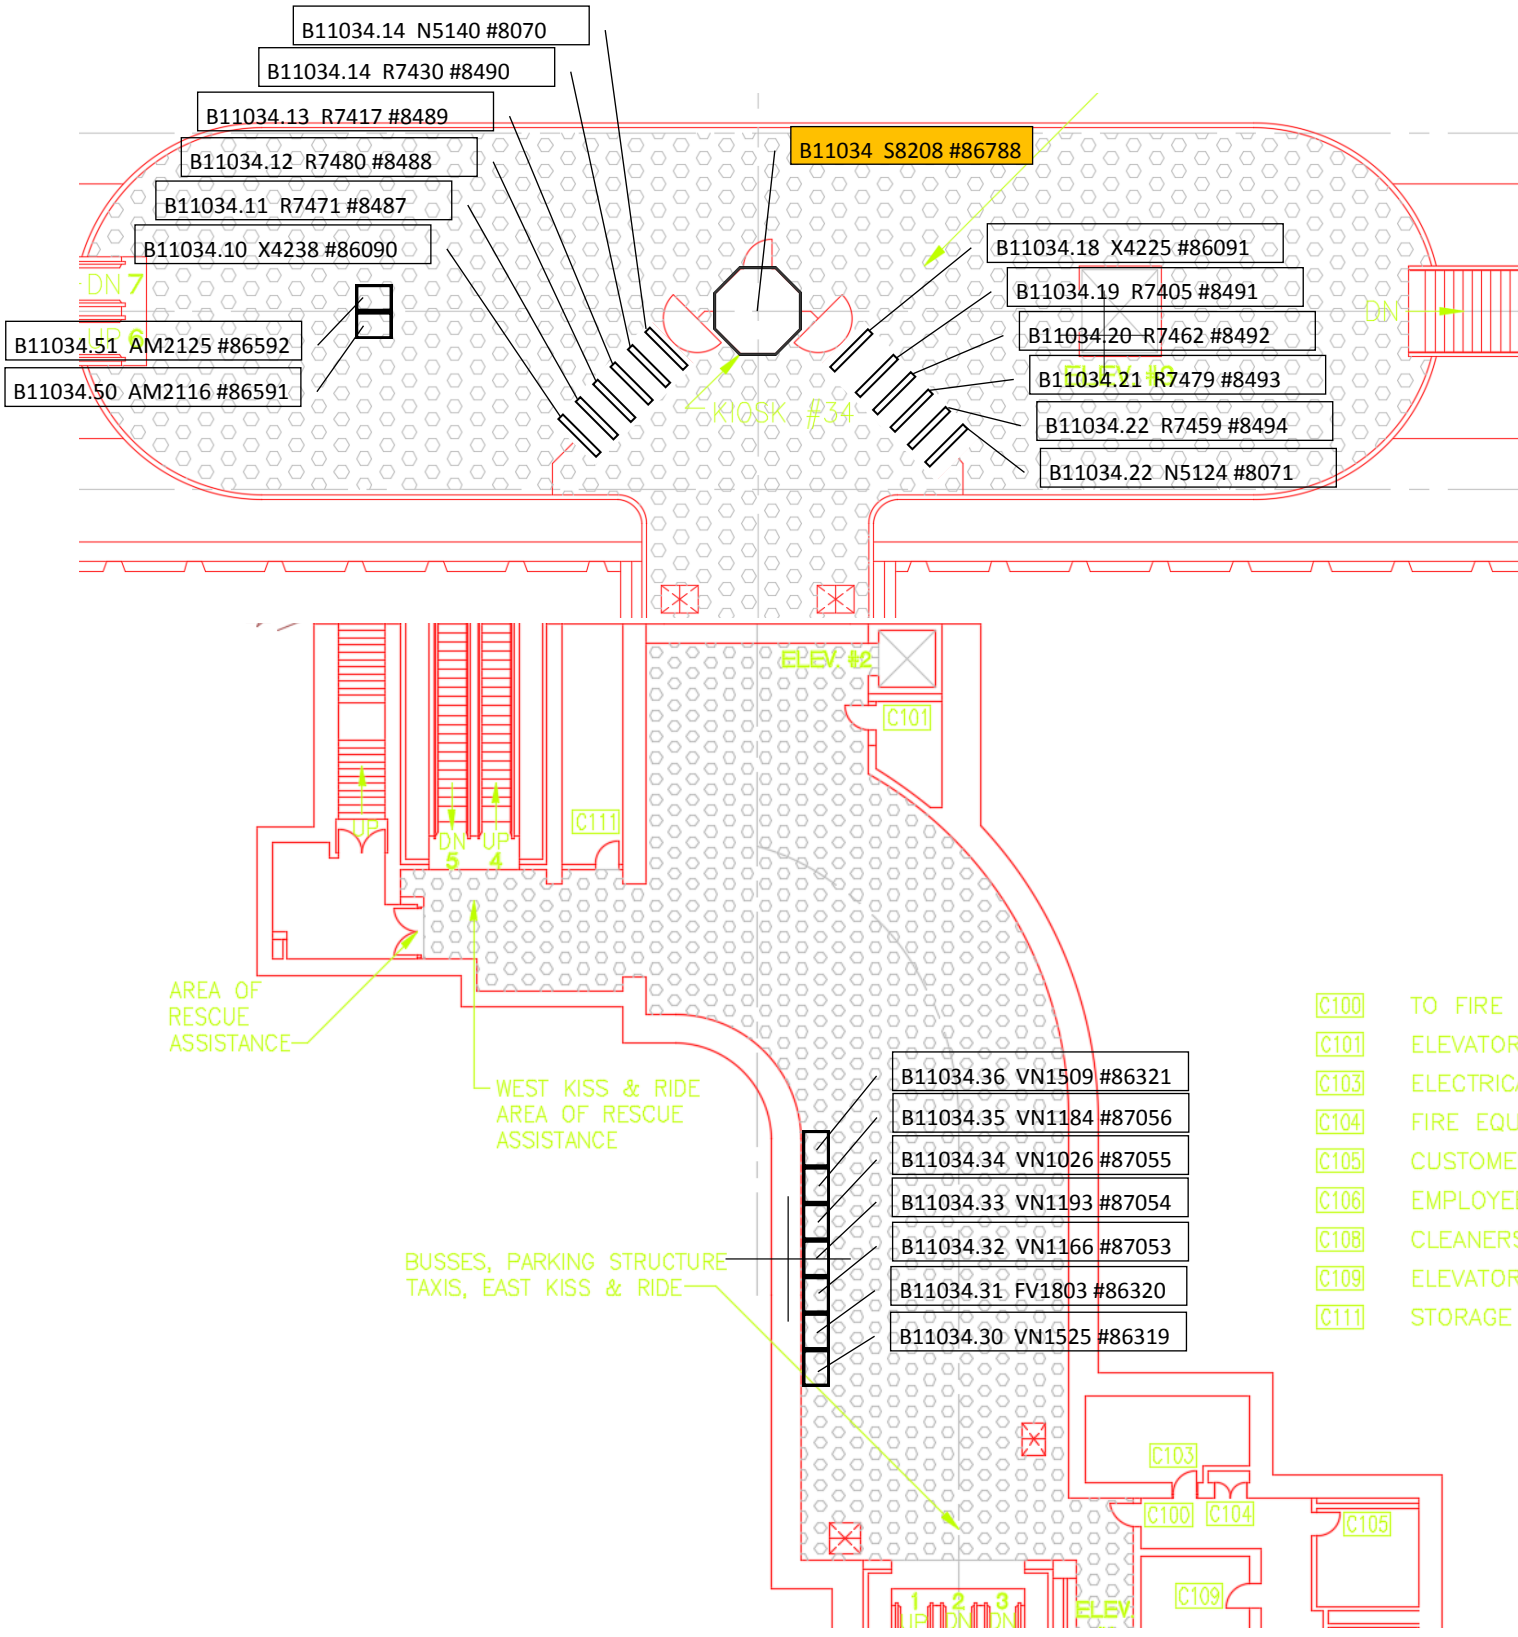 B11034.14 N5140 #8070
B11034.14 R7430 #8490
B11034.13 R7417 #8489
B11034.12 R7480 #8488
B11034.11 R7471 #8487
B11034.10 X4238 #86090
B11034 S8208 #86788
B11034.18 X4225 #86091
B11034.19 R7405 #8491
B11034.20 R7462 #8492
B11034.21 R7479 #8493
B11034.22 R7459 #8494
B11034.22 N5124 #8071
DN 7
UP 6
B11034.51 AM2125 #86592
B11034.50 AM2116 #86591
DN
KIOSK #34
ELEV. #2
C101
C111
UP
DN
5
UP
4
AREA OF
RESCUE
ASSISTANCE
WEST KISS & RIDE
AREA OF RESCUE
ASSISTANCE
B11034.36 VN1509 #86321
B11034.35 VN1184 #87056
B11034.34 VN1026 #87055
B11034.33 VN1193 #87054
B11034.32 VN1166 #87053
B11034.31 FV1803 #86320
B11034.30 VN1525 #86319
BUSSES, PARKING STRUCTURE
TAXIS, EAST KISS & RIDE
C100 TO FIRE
C101 ELEVATOR
C103 ELECTRICA
C104 FIRE EQU
C105 CUSTOME
C106 EMPLOYEE
C108 CLEANERS
C109 ELEVATOR
C111 STORAGE
C103
C100
C104
C105
C109
1 2 3
UP DN DN
ELEV.